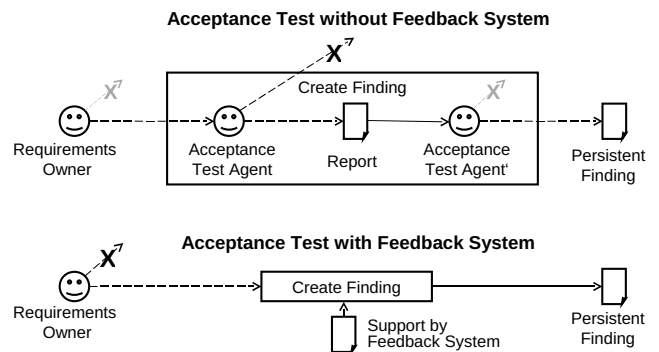 Acceptance Test without Feedback System
X
Create Finding
X
X
Requirements
Owner
Acceptance
Test Agent
Report
Acceptance
Test Agent‘
Persistent
Finding
Acceptance Test with Feedback System
X
Create Finding
Requirements
Owner
Support by
Feedback System
Persistent
Finding